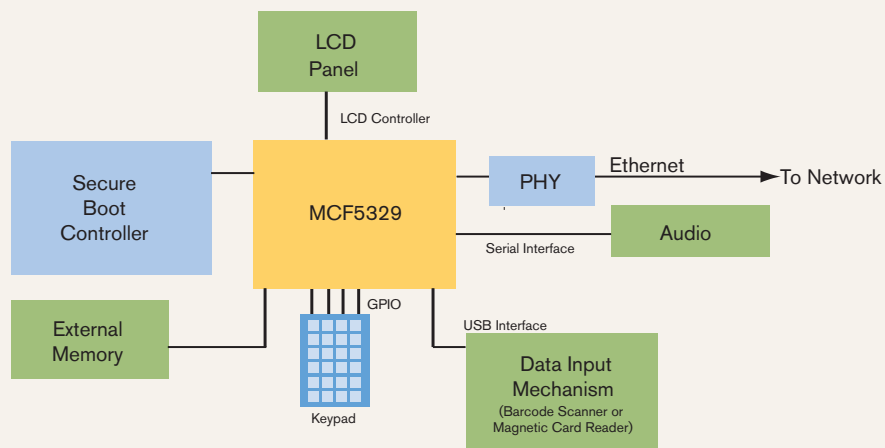 LCD
Panel
LCD Controller
Secure
Boot
Controller
MCF5329
PHY
Ethernet
To Network
Serial Interface
Audio
External
Memory
GPIO
Keypad
USB Interface
Data Input
Mechanism
(Barcode Scanner or
Magnetic Card Reader)